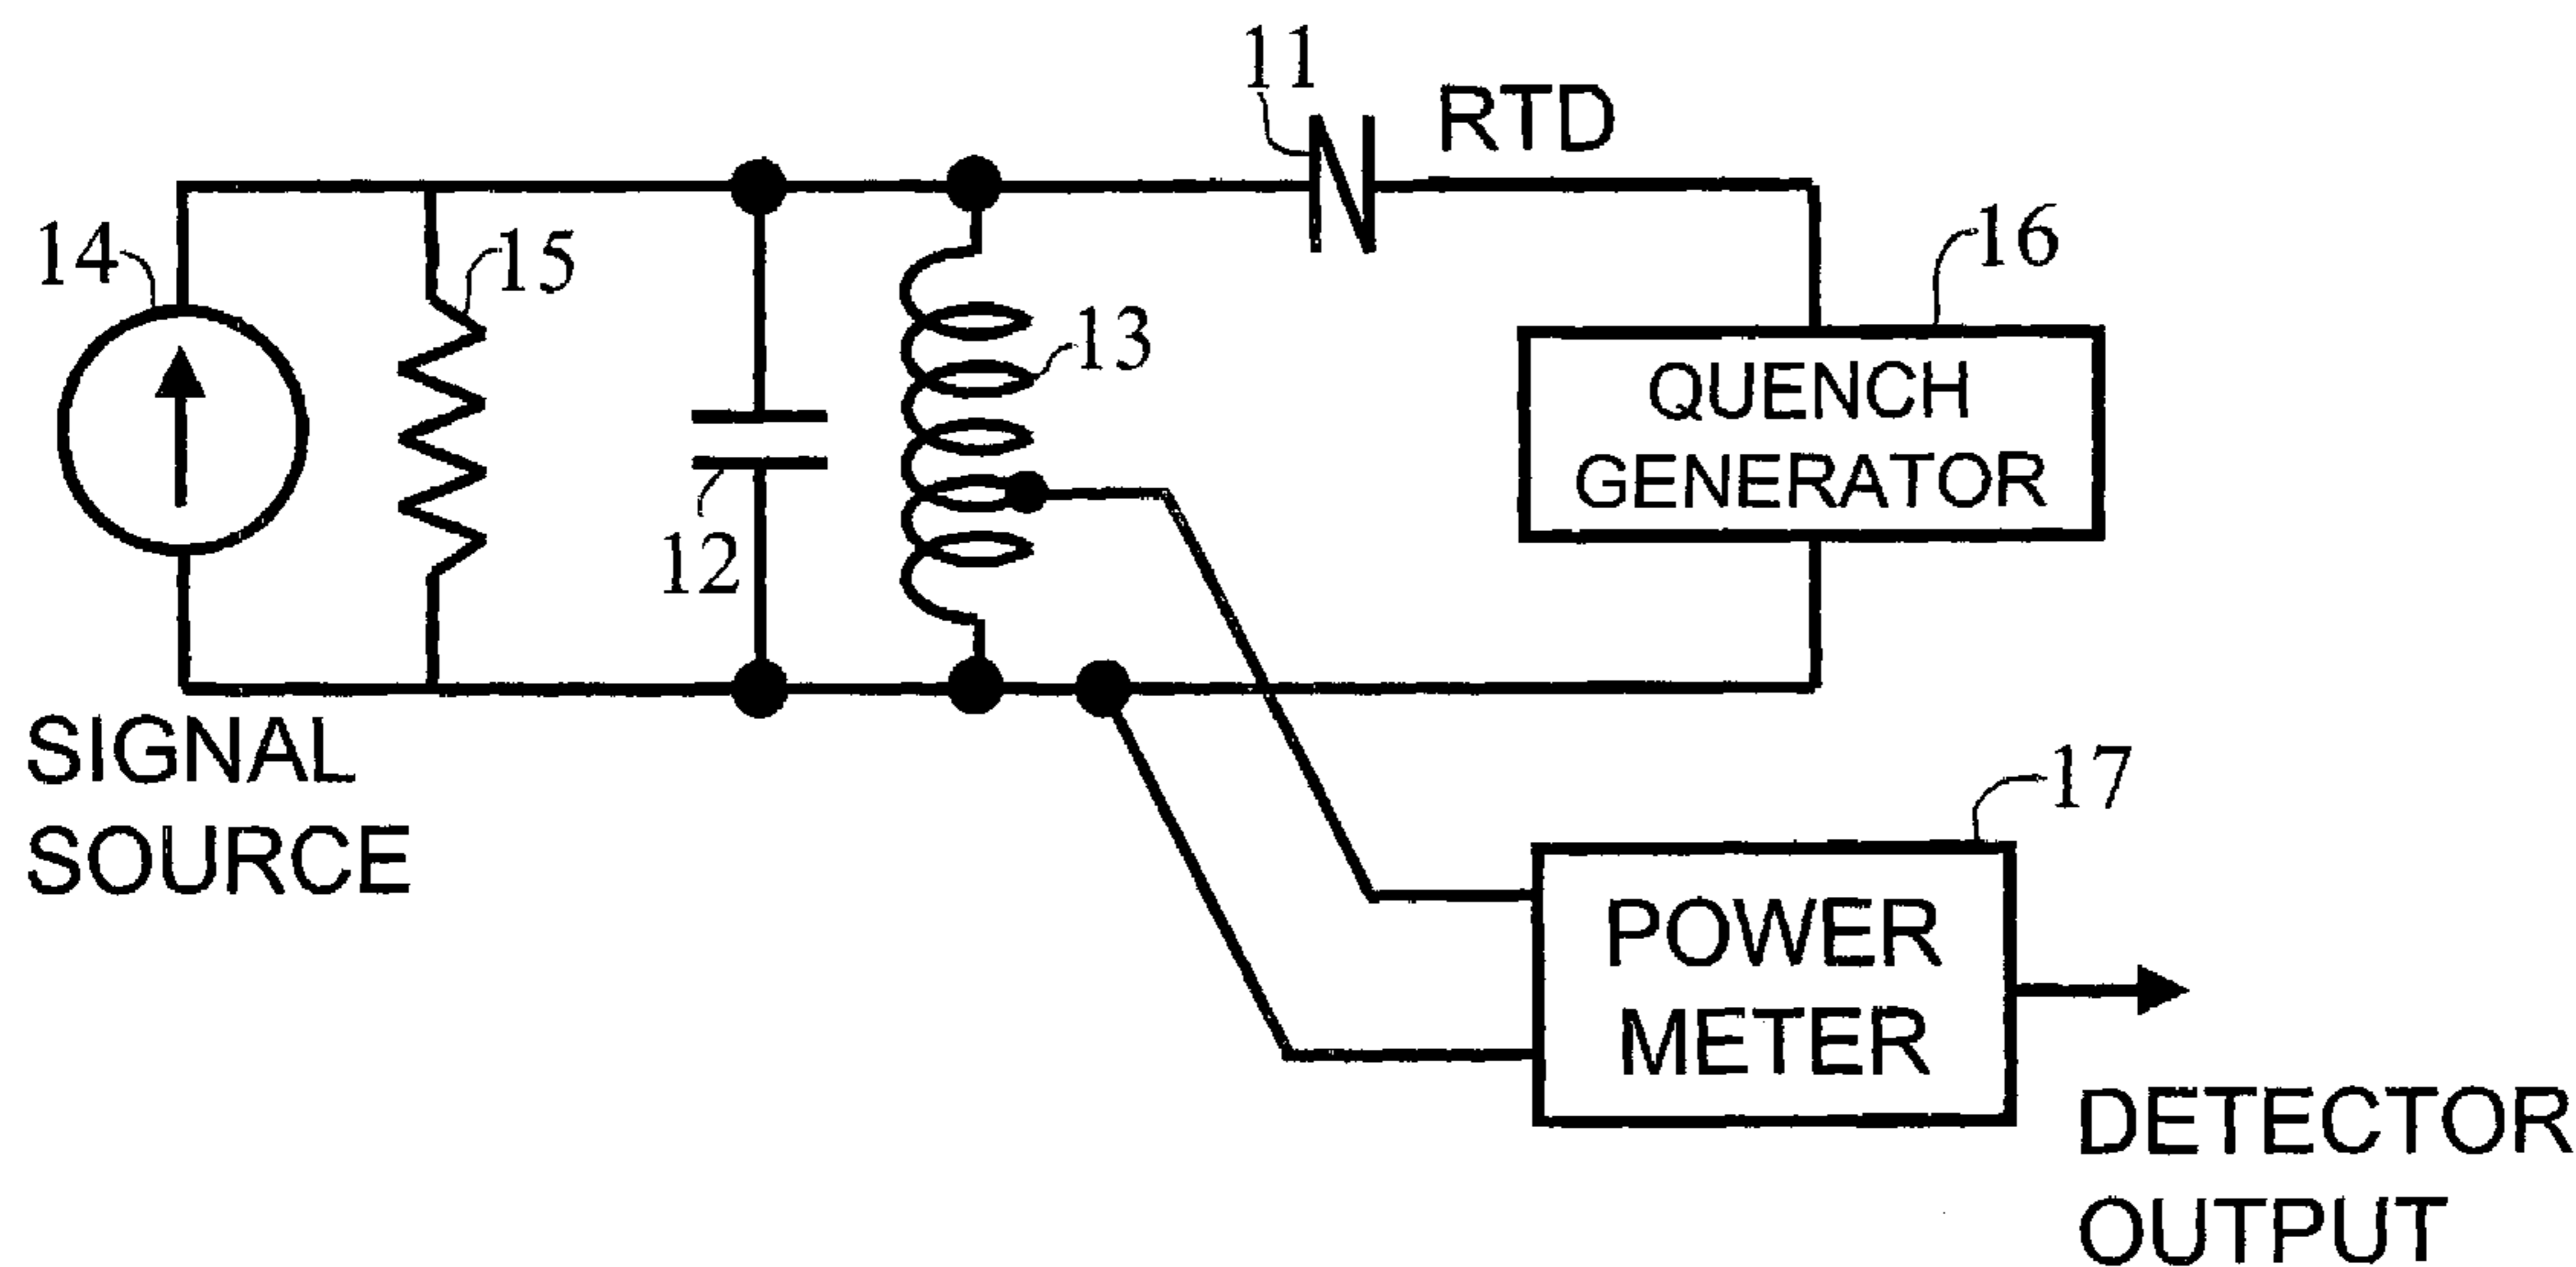 11
RTD
14
15
16
13
QUENCH
GENERATOR
12
SIGNAL
SOURCE
17
POWER
METER
DETECTOR
OUTPUT